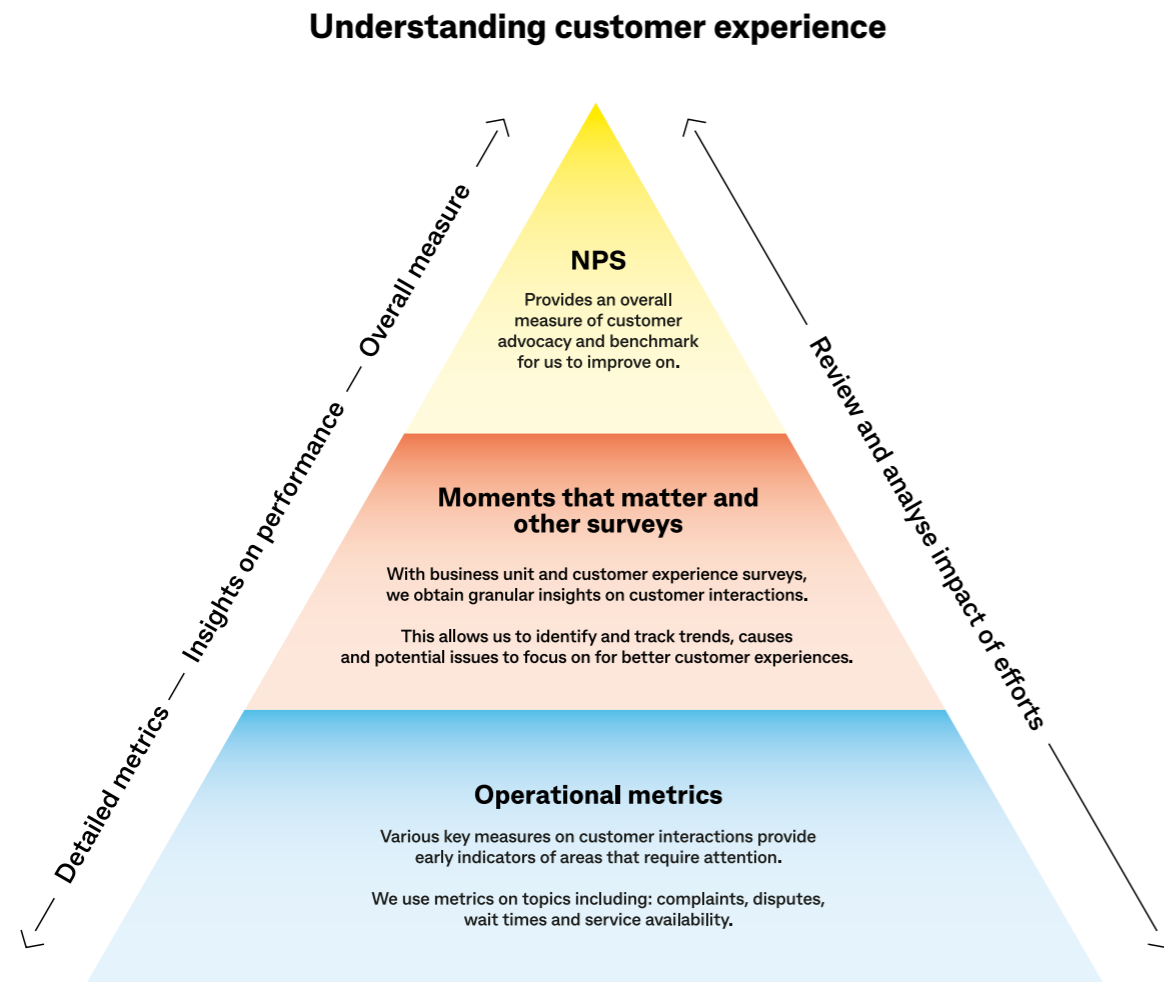 Understanding customer experience
Detailed metrics — Insights on performance — Overall measure
NPS
Provides an overall
measure of customer
advocacy and benchmark
for us to improve on.
Moments that matter and
other surveys
With business unit and customer experience surveys,
we obtain granular insights on customer interactions.
This allows us to identify and track trends, causes
and potential issues to focus on for better customer experiences.
Operational metrics
Various key measures on customer interactions provide
early indicators of areas that require attention.
We use metrics on topics including: complaints, disputes,
wait times and service availability.
Review and analyse impact of efforts